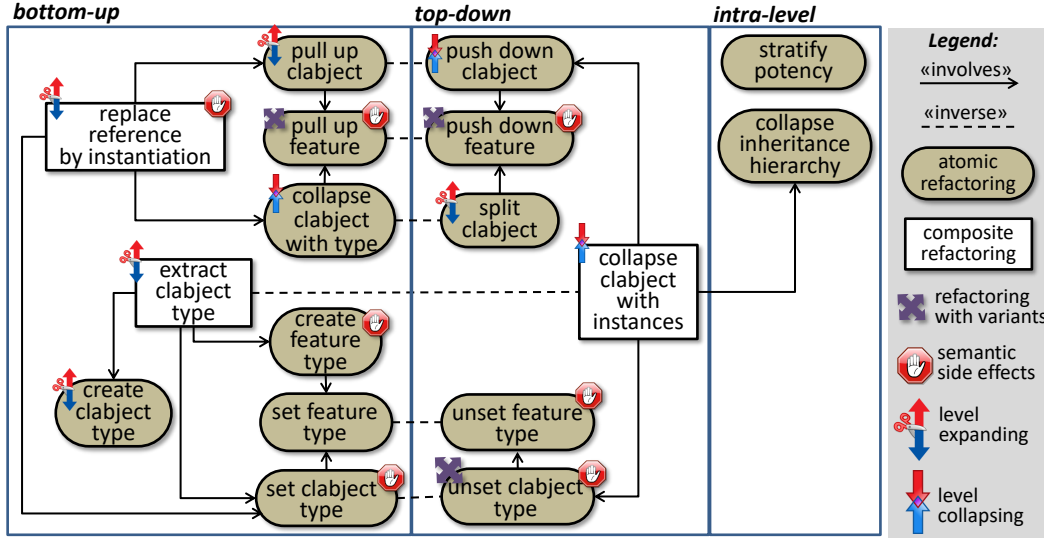 bottom-up
top-down
intra-level
pull up
clabject
push down
clabject
stratify
potency
replace
reference
by instantiation
pull up
feature
push down
feature
collapse
inheritance
hierarchy
collapse
clabject
with type
split
clabject
extract
clabject
type
collapse
clabject
with
instances
create
feature
type
create
clabject
type
set feature
type
unset feature
type
set clabject
type
unset clabject
type
Legend:
«involves»
«inverse»
atomic
refactoring
composite
refactoring
refactoring
with variants
semantic
side effects
level
expanding
level
collapsing